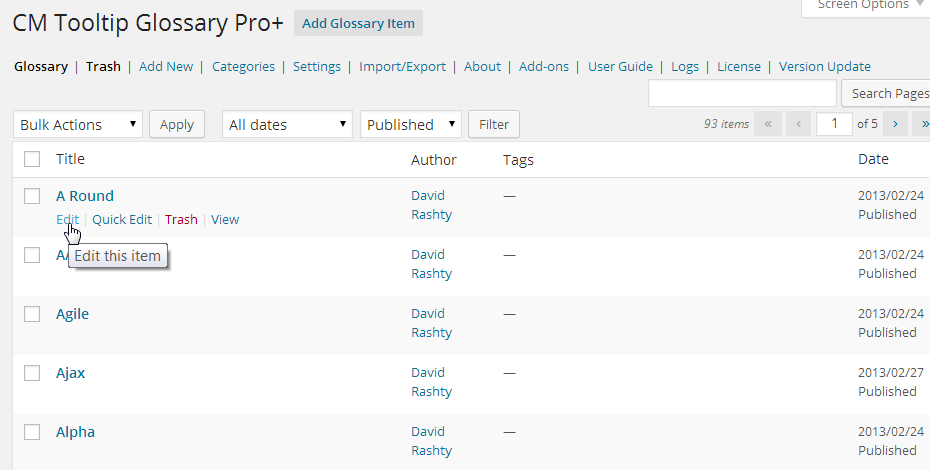 Screen Options
CM Tooltip Glossary Pro+ Add Glossary Item
Glossary | Trash | Add New | Categories | Settings | Import/Export | About | Add-ons | User Guide | Logs | License | Version Update
Search Pages
Bulk Actions Apply All dates Published Filter 93 items « ‹ 1 of 5 › »
Title Author Tags Date
A Round David Rashty — 2013/02/24 Published
Edit | Quick Edit | Trash | View
Edit this item
David Rashty — 2013/02/24 Published
Agile David Rashty — 2013/02/24 Published
Ajax David Rashty — 2013/02/27 Published
Alpha David Rashty — 2013/02/24 Published